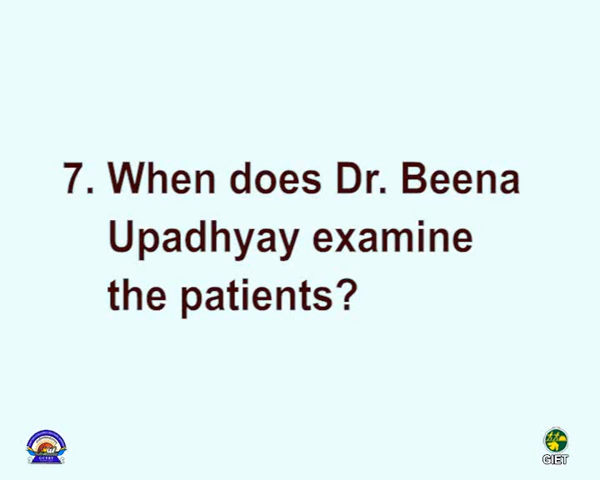 7. When does Dr. Beena
Upadhyay examine
the patients?
GIET